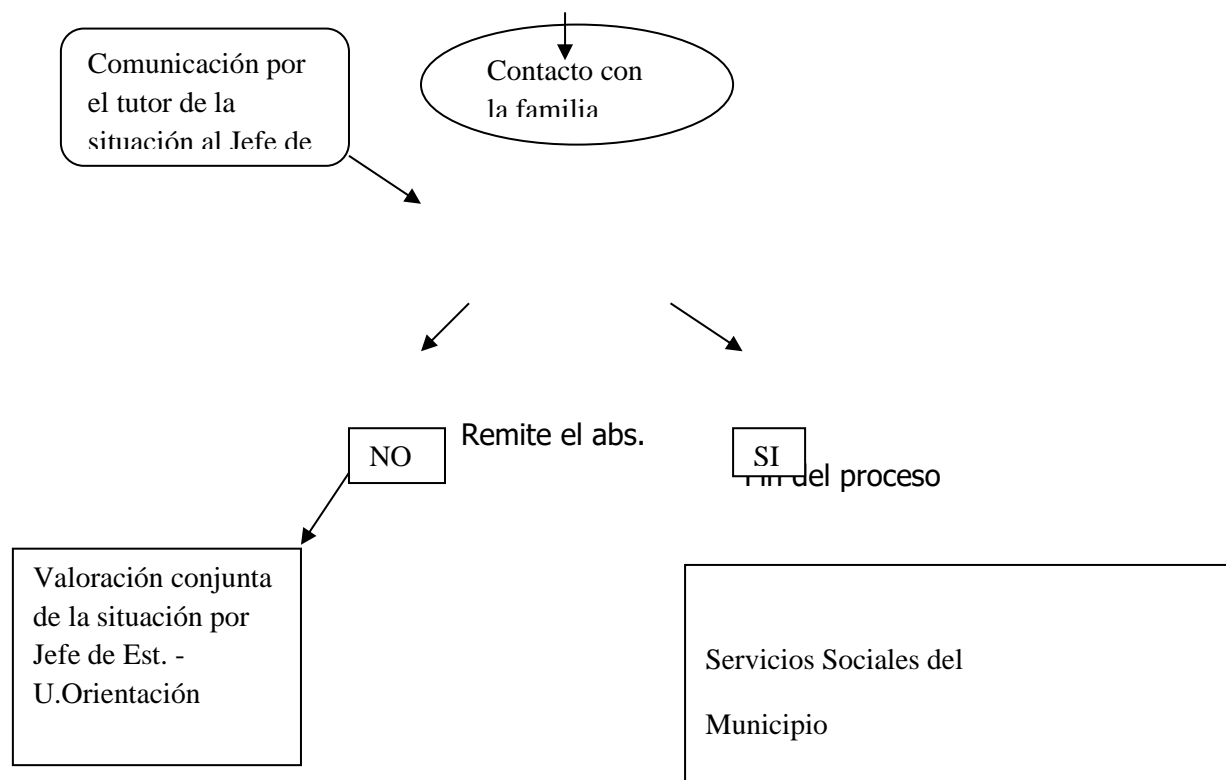 Comunicación por
el tutor de la
situación al Jefe de
Contacto con
la familia
NO
Remite el abs.
SI
Fin del proceso
Valoración conjunta
de la situación por
Jefe de Est. -
U.Orientación
Servicios Sociales del
Municipio